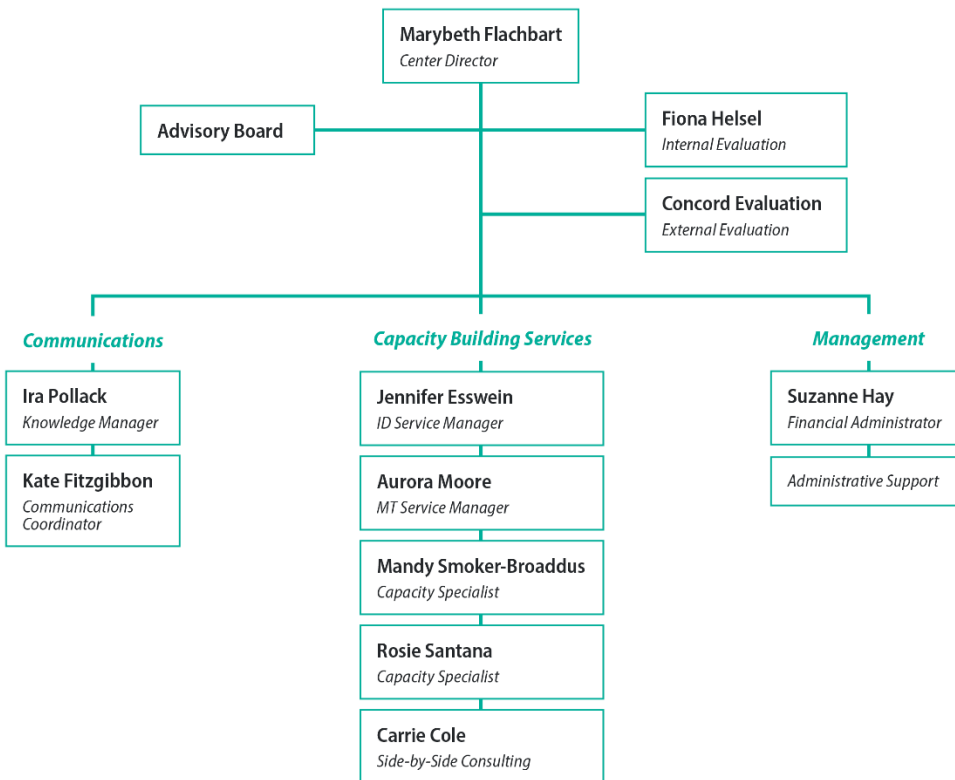 Marybeth Flachbart
Center Director
Advisory Board
Fiona Helsel
Internal Evaluation
Concord Evaluation
External Evaluation
Communications
Ira Pollack
Knowledge Manager
Kate Fitzgibbon
Communications
Coordinator
Capacity Building Services
Jennifer Esswein
ID Service Manager
Aurora Moore
MT Service Manager
Mandy Smoker-Broaddus
Capacity Specialist
Rosie Santana
Capacity Specialist
Carrie Cole
Side-by-Side Consulting
Management
Suzanne Hay
Financial Administrator
Administrative Support